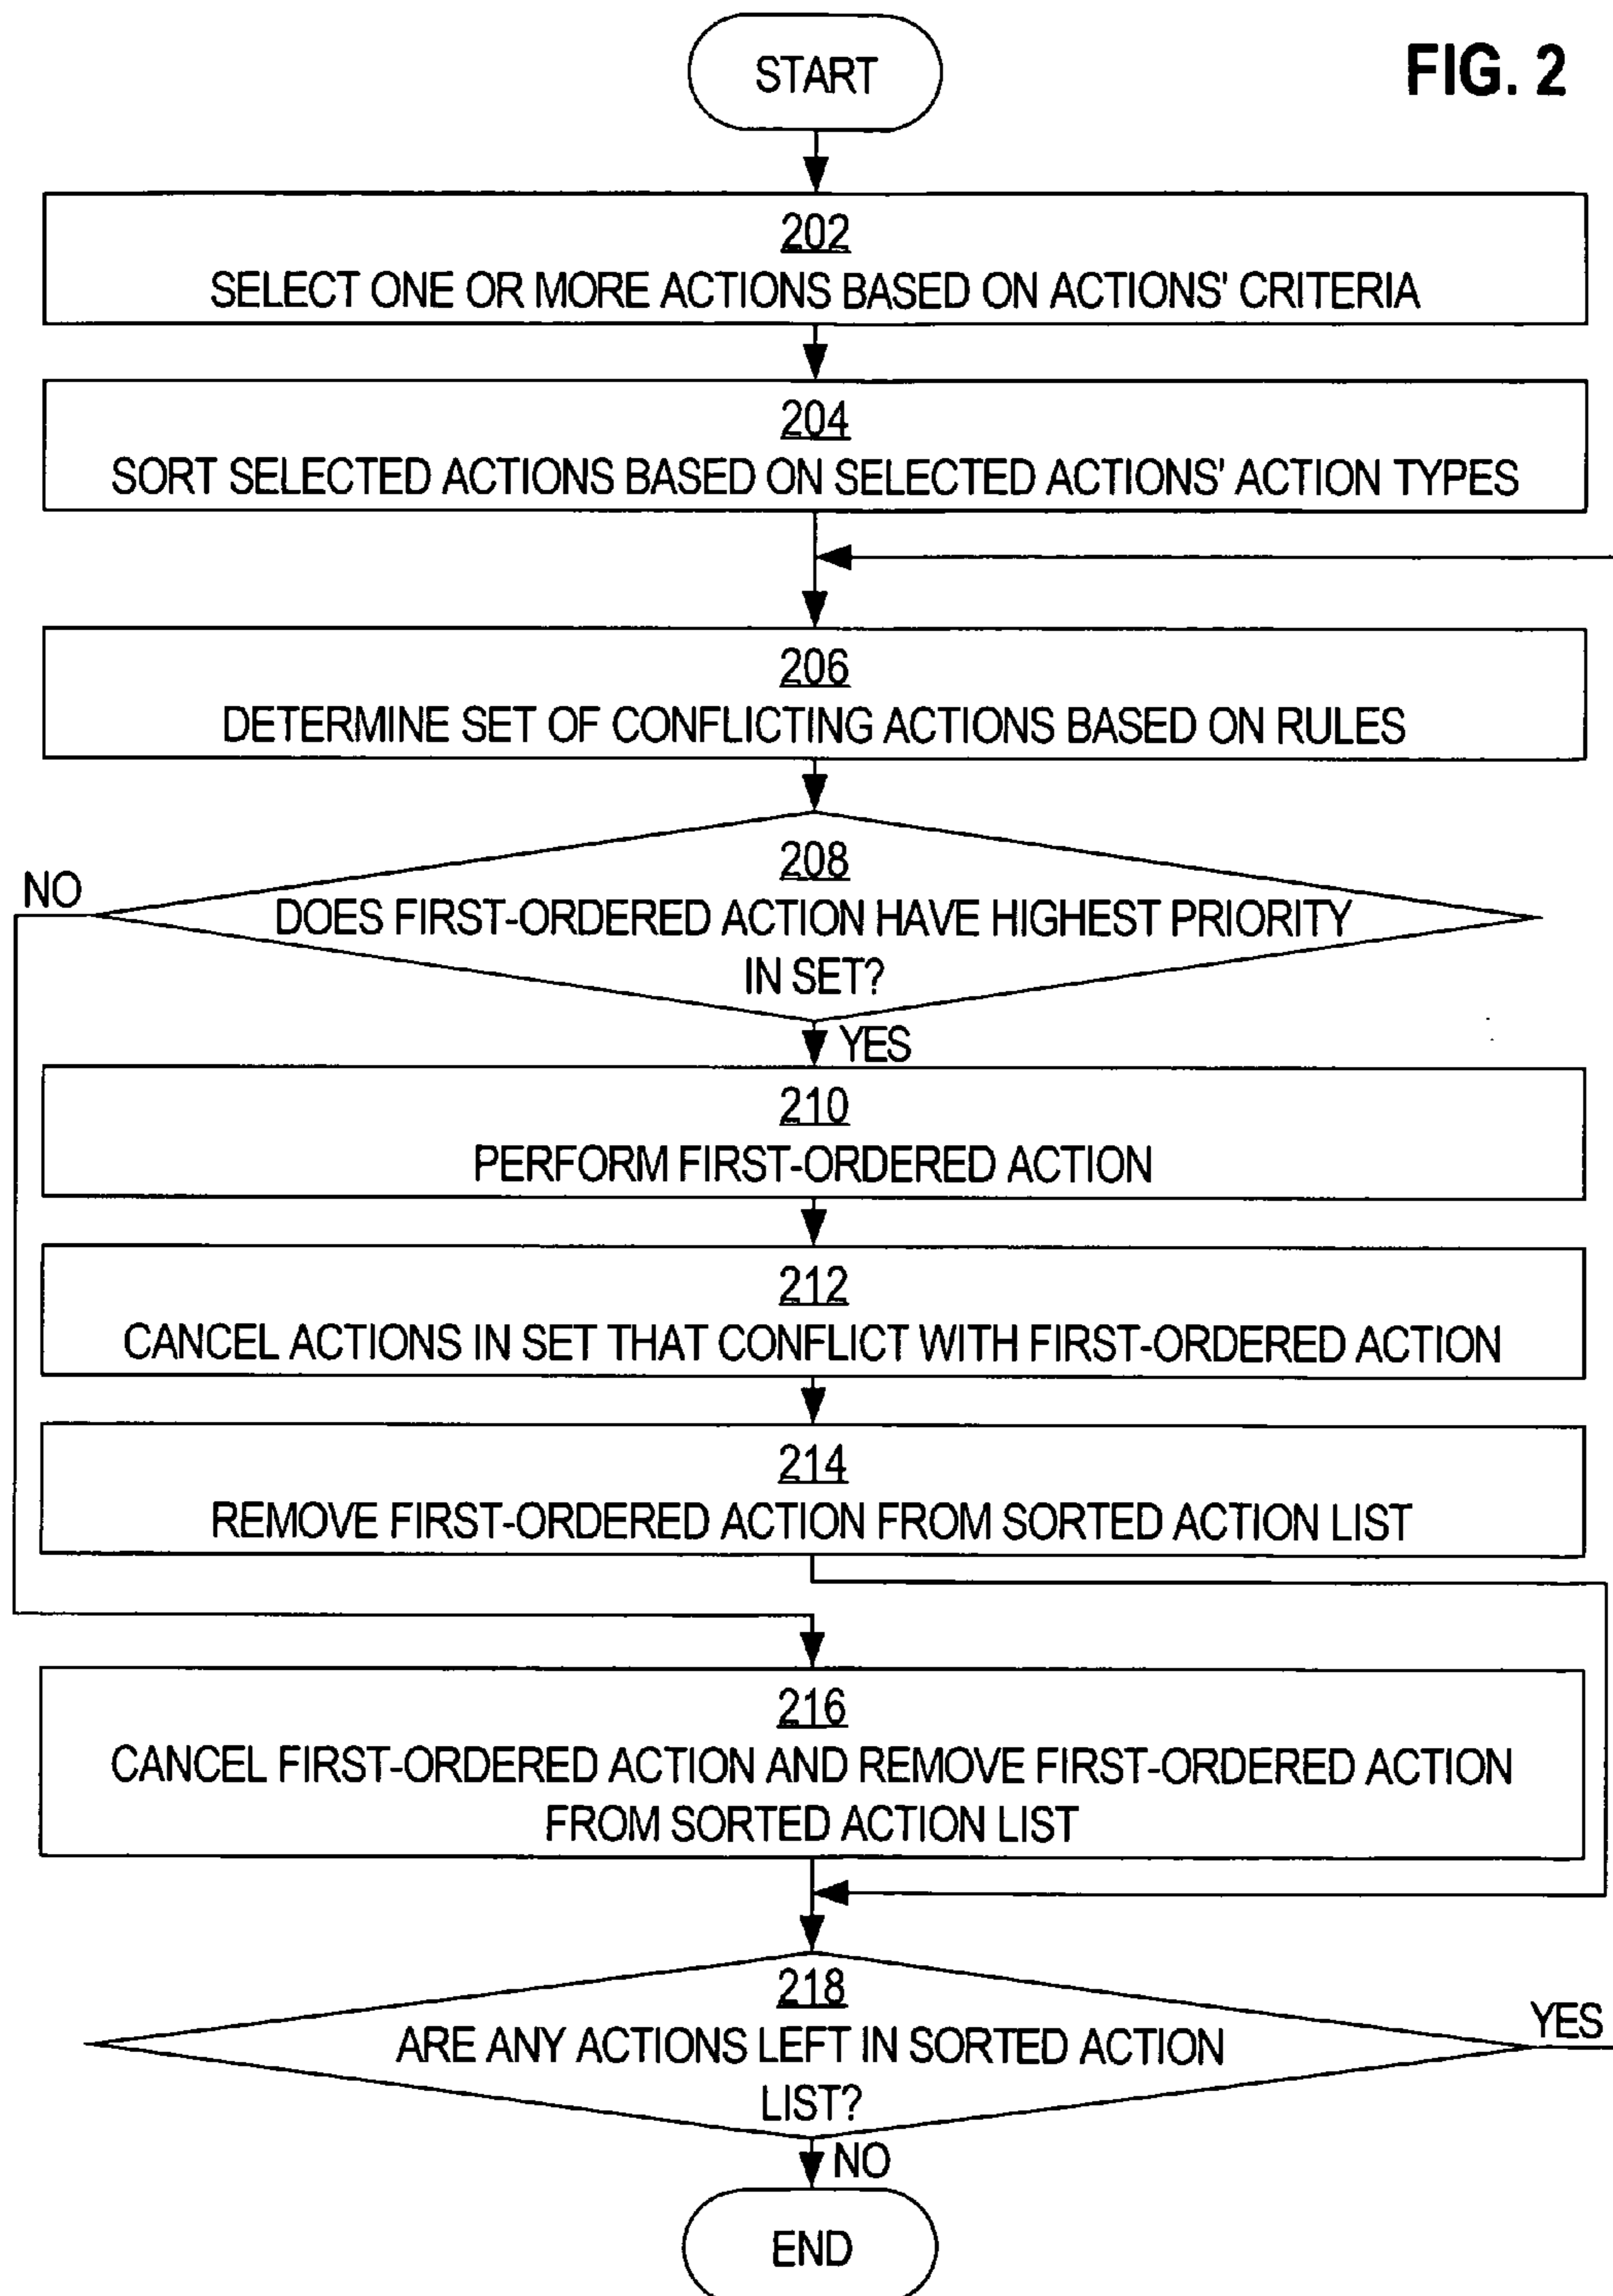 FIG. 2
START
202
SELECT ONE OR MORE ACTIONS BASED ON ACTIONS' CRITERIA
204
SORT SELECTED ACTIONS BASED ON SELECTED ACTIONS' ACTION TYPES
206
DETERMINE SET OF CONFLICTING ACTIONS BASED ON RULES
208
NO
DOES FIRST-ORDERED ACTION HAVE HIGHEST PRIORITY
IN SET?
YES
210
PERFORM FIRST-ORDERED ACTION
212
CANCEL ACTIONS IN SET THAT CONFLICT WITH FIRST-ORDERED ACTION
214
REMOVE FIRST-ORDERED ACTION FROM SORTED ACTION LIST
216
CANCEL FIRST-ORDERED ACTION AND REMOVE FIRST-ORDERED ACTION
FROM SORTED ACTION LIST
218
YES
ARE ANY ACTIONS LEFT IN SORTED ACTION
LIST?
NO
END